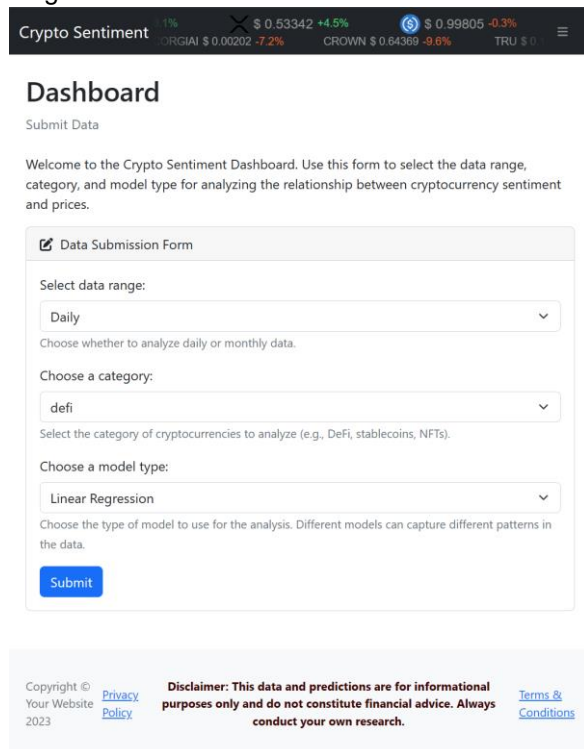 Crypto Sentiment
.1% $ 0.53342 +4.5% $ 0.99805 -0.3%
ORGIAI $ 0.00202 -7.2% CROWN $ 0.64369 -9.6% TRU $ 0
Dashboard
Submit Data
Welcome to the Crypto Sentiment Dashboard. Use this form to select the data range,
category, and model type for analyzing the relationship between cryptocurrency sentiment
and prices.
Data Submission Form
Select data range:
Daily
Choose whether to analyze daily or monthly data.
Choose a category:
defi
Select the category of cryptocurrencies to analyze (e.g., DeFi, stablecoins, NFTs).
Choose a model type:
Linear Regression
Choose the type of model to use for the analysis. Different models can capture different patterns in
the data.
Submit
Copyright ©
Your Website
2023
Privacy
Policy
Disclaimer: This data and predictions are for informational
purposes only and do not constitute financial advice. Always
conduct your own research.
Terms &
Conditions